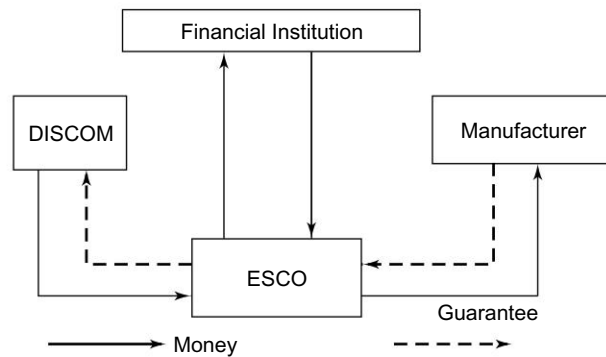 Financial Institution
DISCOM
Manufacturer
ESCO
Guarantee
Money